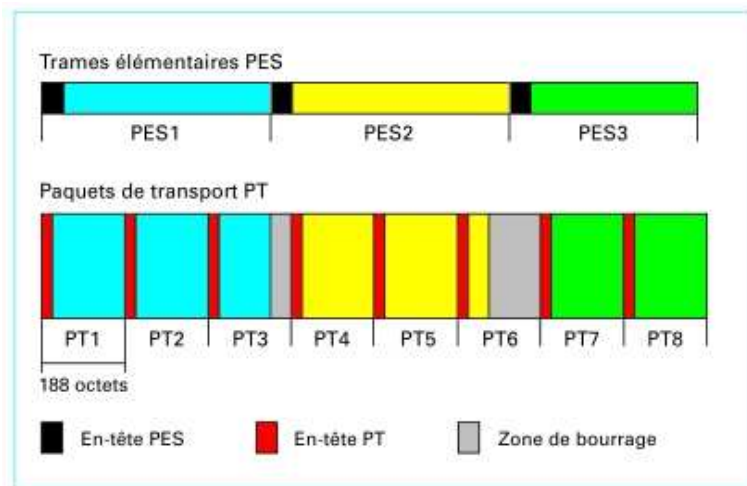 Trames élémentaires PES
PES1 PES2 PES3
Paquets de transport PT
PT1 PT2 PT3 PT4 PT5 PT6 PT7 PT8
188 octets
En-tête PES En-tête PT Zone de bourrage